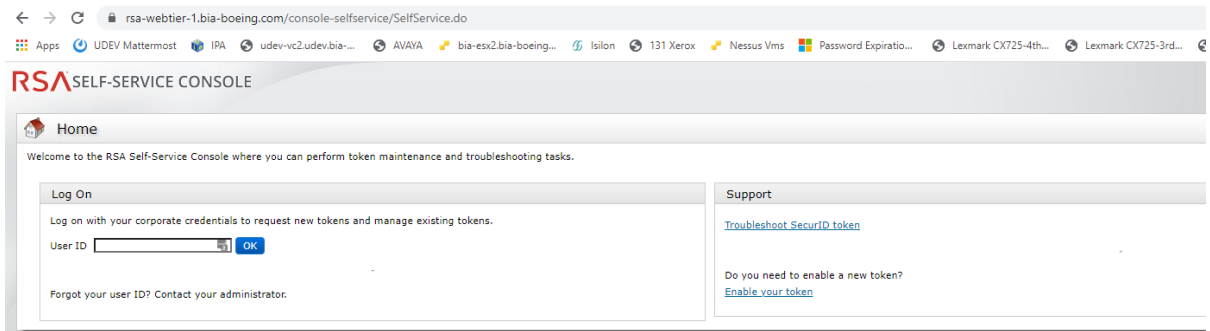 rsa-webtier-1.bia-boeing.com/console-selfservice/SelfService.do
Apps UDEV Mattermost IPA udev-vc2.udev.bia-... AVAYA bia-esx2.bia-boeing... Isilon 131 Xerox Nessus Vms Password Expiratio... Lexmark CX725-4th... Lexmark CX725-3rd...
RSA SELF-SERVICE CONSOLE
Home
Welcome to the RSA Self-Service Console where you can perform token maintenance and troubleshooting tasks.
Log On
Log on with your corporate credentials to request new tokens and manage existing tokens.
User ID OK
Forgot your user ID? Contact your administrator.
Support
Troubleshoot SecurID token
Do you need to enable a new token?
Enable your token